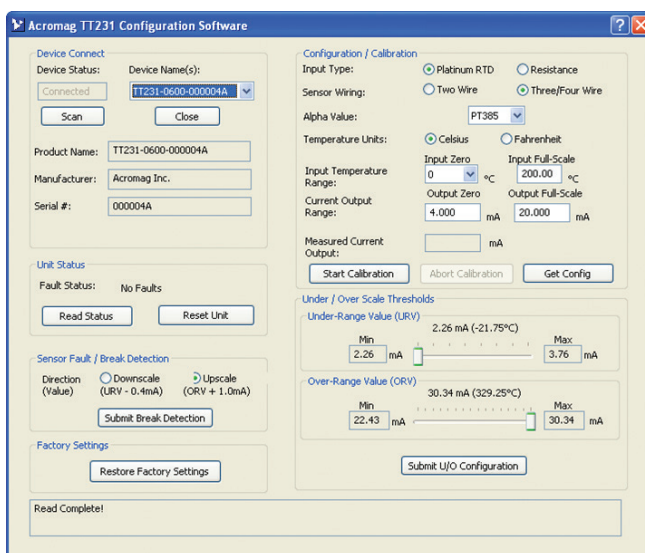 Acromag TT231 Configuration Software
Device Connect
Device Status:
Device Name(s):
Connected
TT231-0600-000004A
Scan
Close
Product Name:
TT231-0600-000004A
Manufacturer:
Acromag Inc.
Serial #:
000004A
Unit Status
Fault Status:
No Faults
Read Status
Reset Unit
Sensor Fault / Break Detection
Direction
(Value)
Downscale
(URV - 0.4mA)
Upscale
(ORV + 1.0mA)
Submit Break Detection
Factory Settings
Restore Factory Settings
Configuration / Calibration
Input Type:
Platinum RTD
Resistance
Sensor Wiring:
Two Wire
Three/Four Wire
Alpha Value:
PT385
Temperature Units:
Celsius
Fahrenheit
Input Zero
Input Full-Scale
Input Temperature
Range:
0
°C
200.00
°C
Output Zero
Output Full-Scale
Current Output
Range:
4.000
mA
20.000
mA
Measured Current
Output:
mA
Start Calibration
Abort Calibration
Get Config
Under / Over Scale Thresholds
Under-Range Value (URV)
2.26 mA (-21.75°C)
Min
2.26
mA
Max
3.76
mA
Over-Range Value (ORV)
30.34 mA (329.25°C)
Min
22.43
mA
Max
30.34
mA
Submit U/O Configuration
Read Complete!